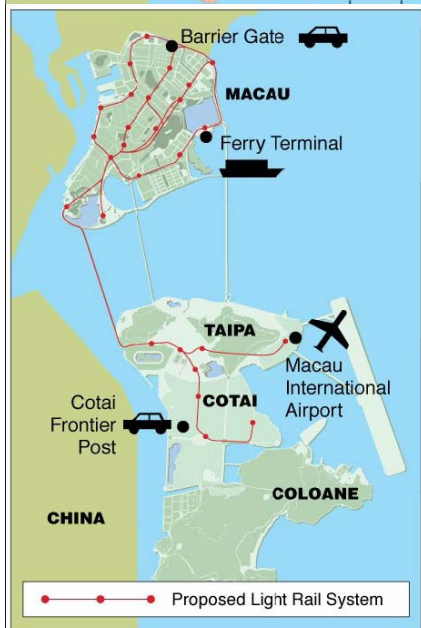 Barrier Gate
MACAU
Ferry Terminal
TAIPA
Macau
International
Airport
Cotai
Frontier
Post
COTAI
COLOANE
CHINA
Proposed Light Rail System